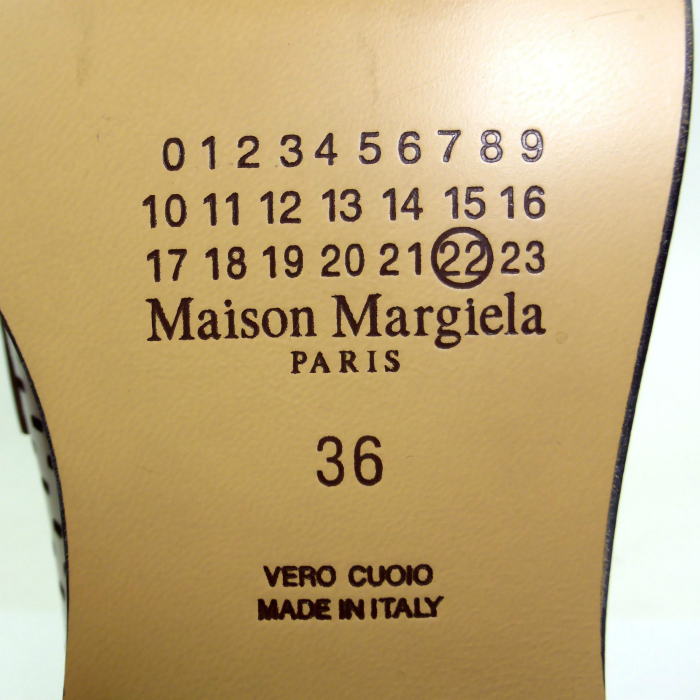 0 1 2 3 4 5 6 7 8 9
10 11 12 13 14 15 16
17 18 19 20 21 22 23
Maison Margiela
PARIS
36
VERO CUOIO
MADE IN ITALY